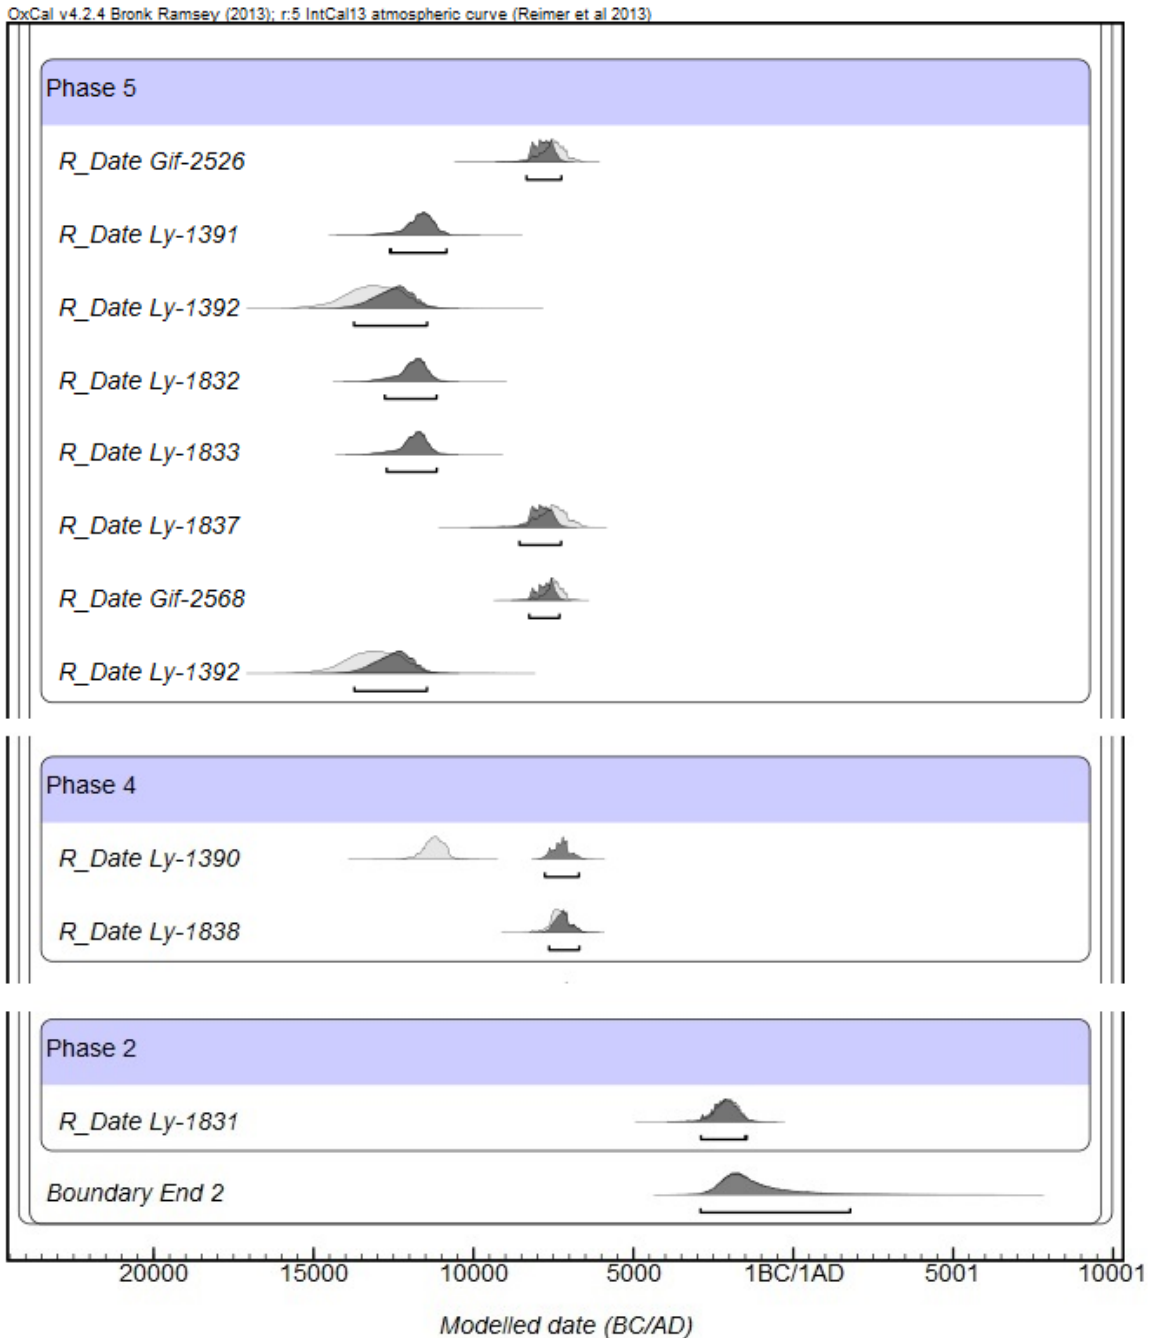 OxCal v4.2.4 Bronk Ramsey (2013); r:5 IntCal13 atmospheric curve (Reimer et al 2013)
Phase 5
R_Date Gif-2526
R_Date Ly-1391
R_Date Ly-1392
R_Date Ly-1832
R_Date Ly-1833
R_Date Ly-1837
R_Date Gif-2568
R_Date Ly-1392
Phase 4
R_Date Ly-1390
R_Date Ly-1838
Phase 2
R_Date Ly-1831
Boundary End 2
20000 15000 10000 5000 1BC/1AD 5001 10001
Modelled date (BC/AD)